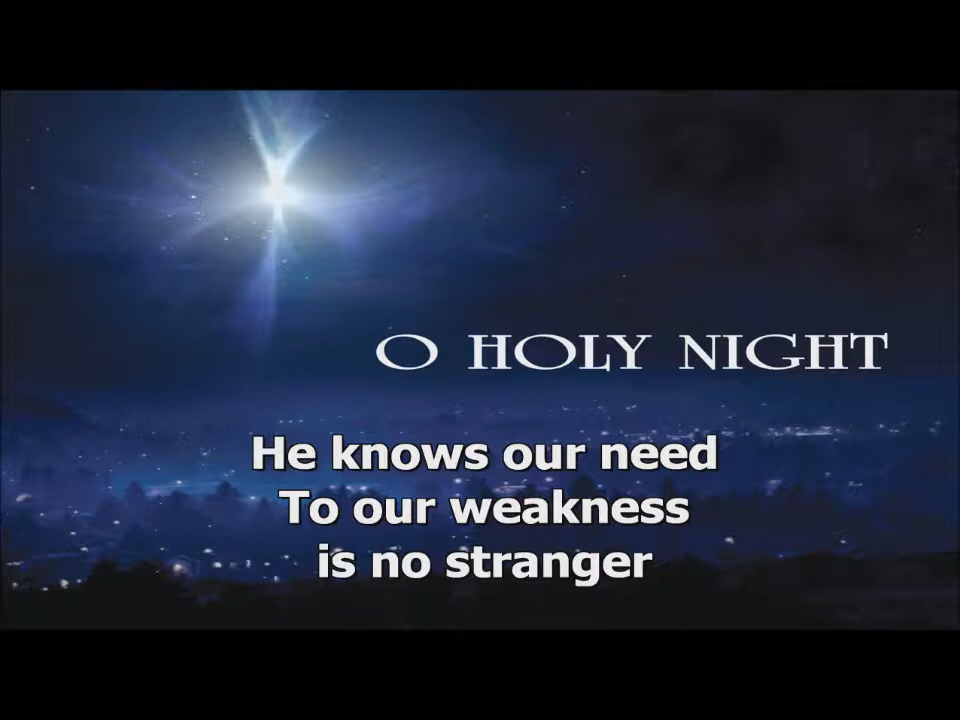 O HOLY NIGHT
He knows our need
To our weakness
is no stranger